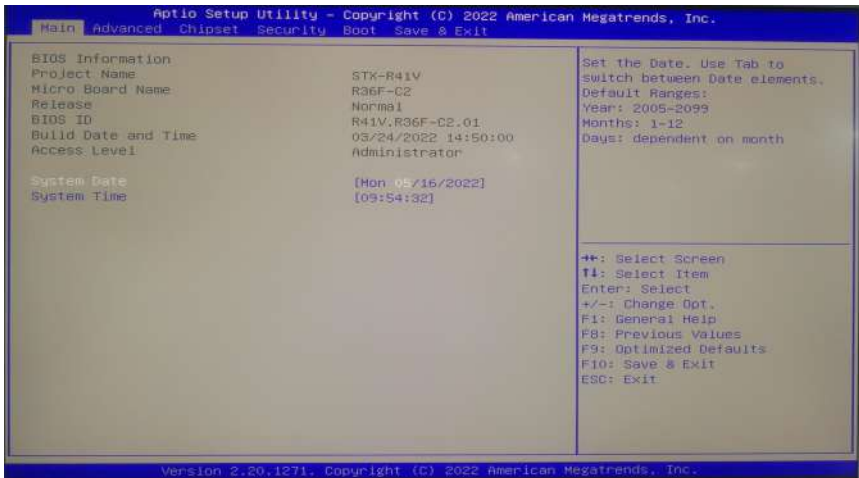 Aptio Setup Utility – Copyright (C) 2022 American Megatrends, Inc.
Main Advanced Chipset Security Boot Save & Exit
BIOS Information
Project Name STX-R41V
Micro Board Name R36F-C2
Release Normal
BIOS ID R41V.R36F-C2.01
Build Date and Time 03/24/2022 14:50:00
Access Level Administrator
System Date [Mon 05/16/2022]
System Time [09:54:32]
Set the Date. Use Tab to
switch between Date elements.
Default Ranges:
Year: 2005-2099
Months: 1-12
Days: dependent on month
→←: Select Screen
↑↓: Select Item
Enter: Select
+/-: Change Opt.
F1: General Help
F8: Previous Values
F9: Optimized Defaults
F10: Save & Exit
ESC: Exit
Version 2.20.1271. Copyright (C) 2022 American Megatrends, Inc.